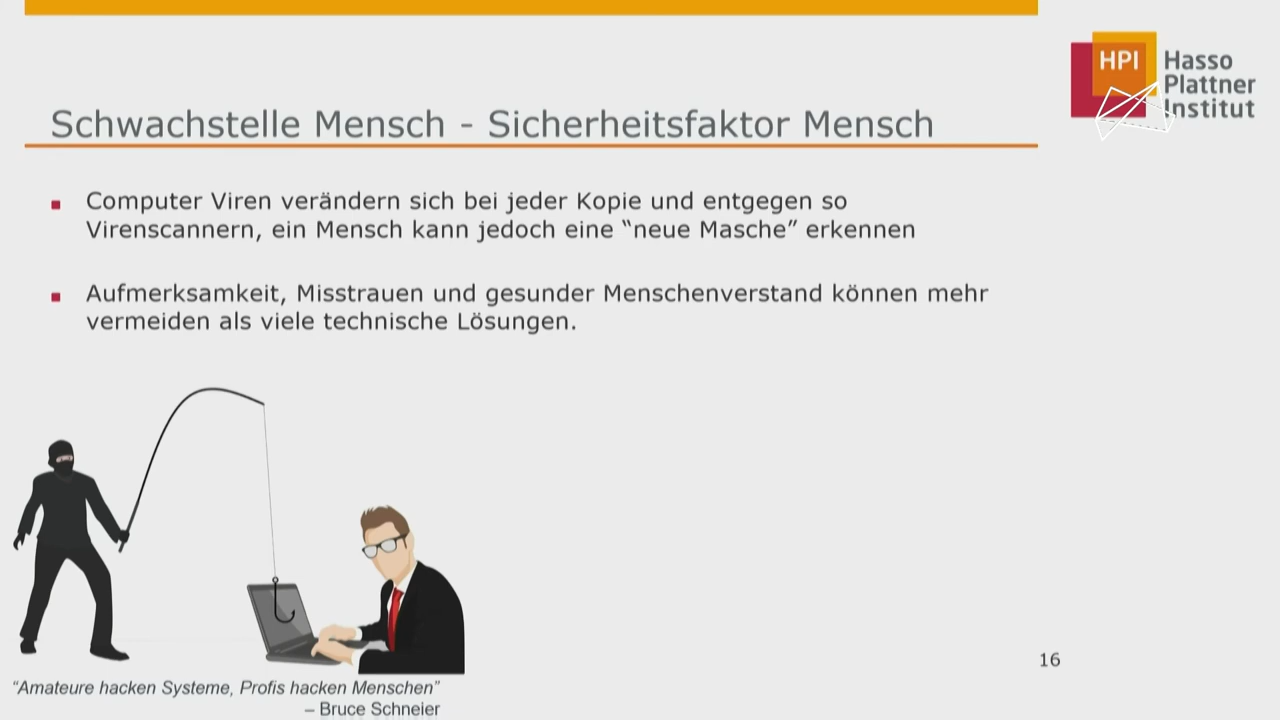 HPI
Hasso
Plattner
Institut
Schwachstelle Mensch - Sicherheitsfaktor Mensch
Computer Viren verändern sich bei jeder Kopie und entgegen so
Virenscannern, ein Mensch kann jedoch eine “neue Masche” erkennen
Aufmerksamkeit, Misstrauen und gesunder Menschenverstand können mehr
vermeiden als viele technische Lösungen.
“Amateure hacken Systeme, Profis hacken Menschen”
– Bruce Schneier
16